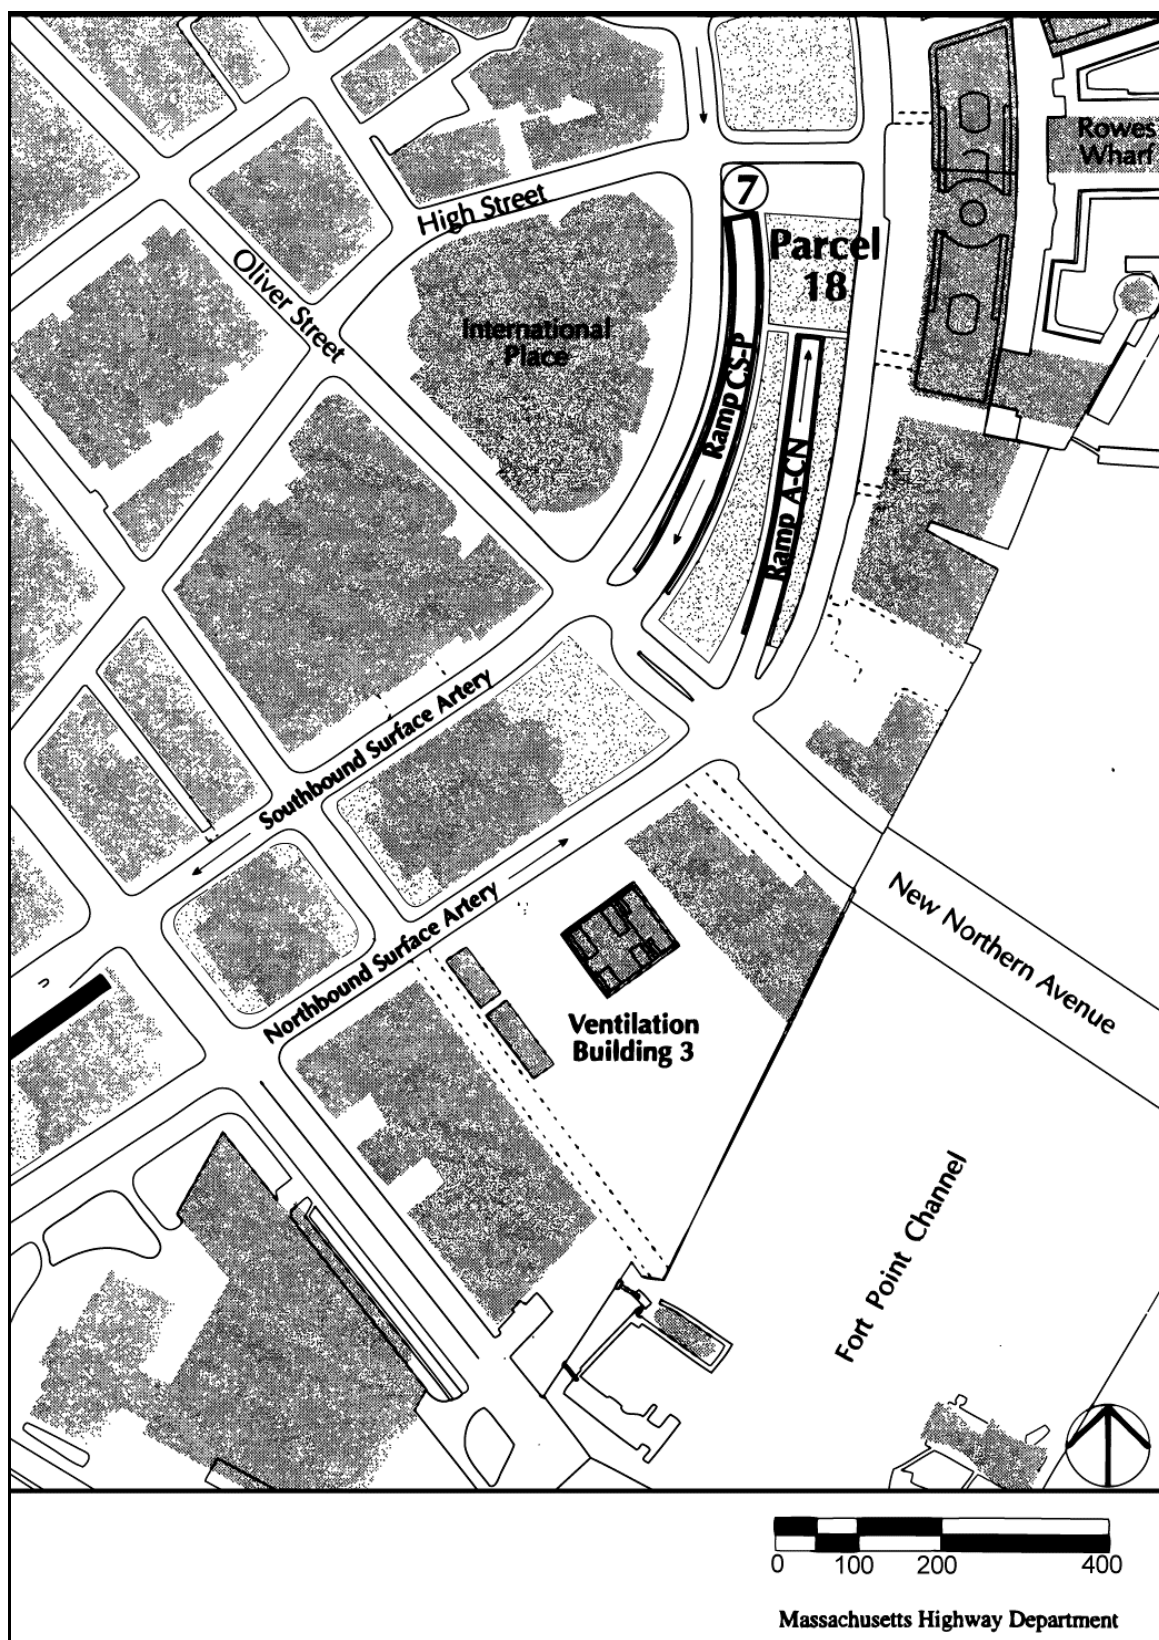 Rowes
Wharf
7
High Street
Parcel
18
Oliver Street
International
Place
Ramp CS-P
Ramp A-CN
Southbound Surface Artery
Northbound Surface Artery
New Northern Avenue
Ventilation
Building 3
Fort Point Channel
0 100 200 400
Massachusetts Highway Department